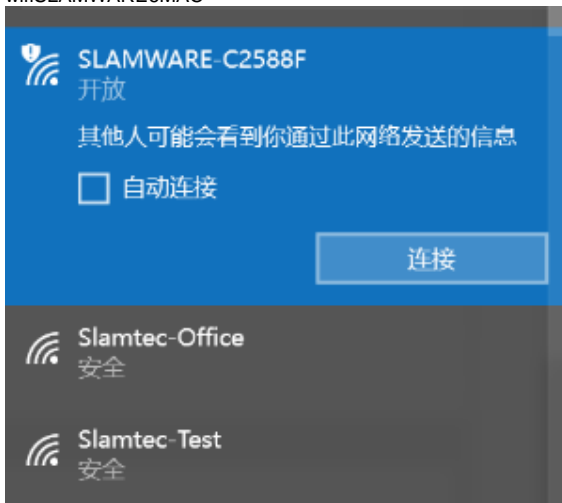 SLAMWARE-C2588F
开放
其他人可能会看到你通过此网络发送的信息
自动连接
连接
Slamtec-Office
安全
Slamtec-Test
安全